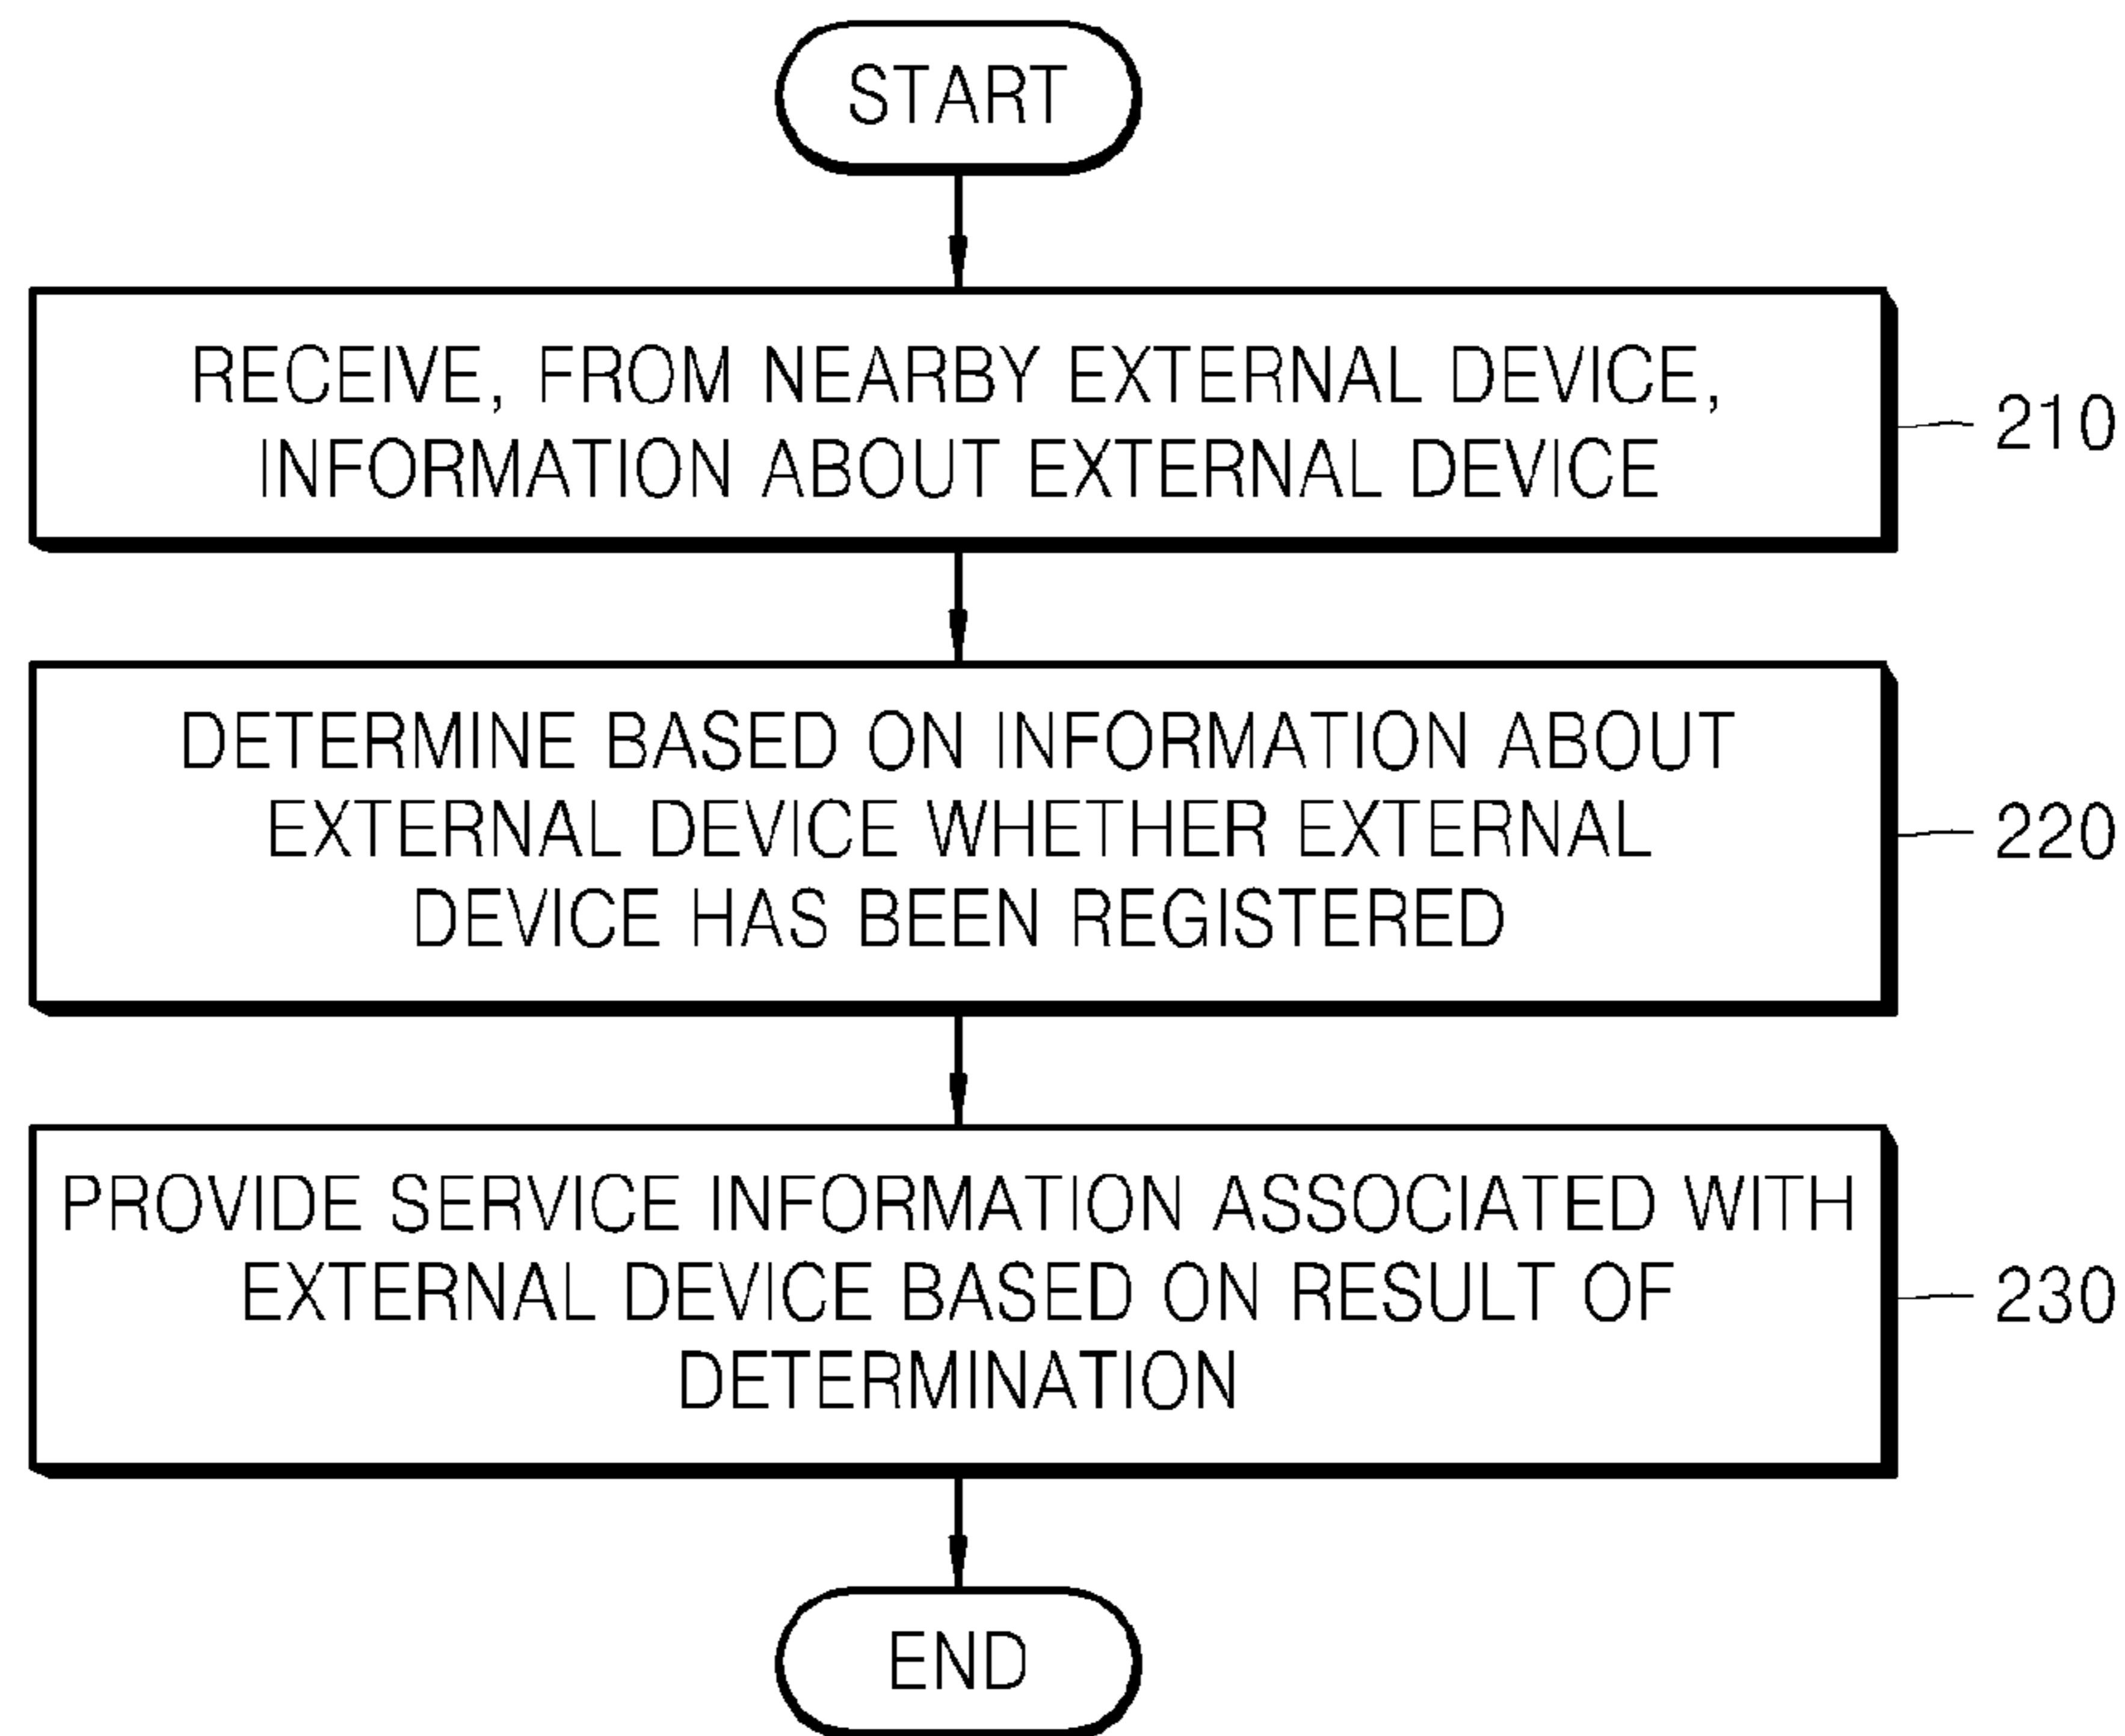 START
RECEIVE, FROM NEARBY EXTERNAL DEVICE,
INFORMATION ABOUT EXTERNAL DEVICE
210
DETERMINE BASED ON INFORMATION ABOUT
EXTERNAL DEVICE WHETHER EXTERNAL
DEVICE HAS BEEN REGISTERED
220
PROVIDE SERVICE INFORMATION ASSOCIATED WITH
EXTERNAL DEVICE BASED ON RESULT OF
DETERMINATION
230
END